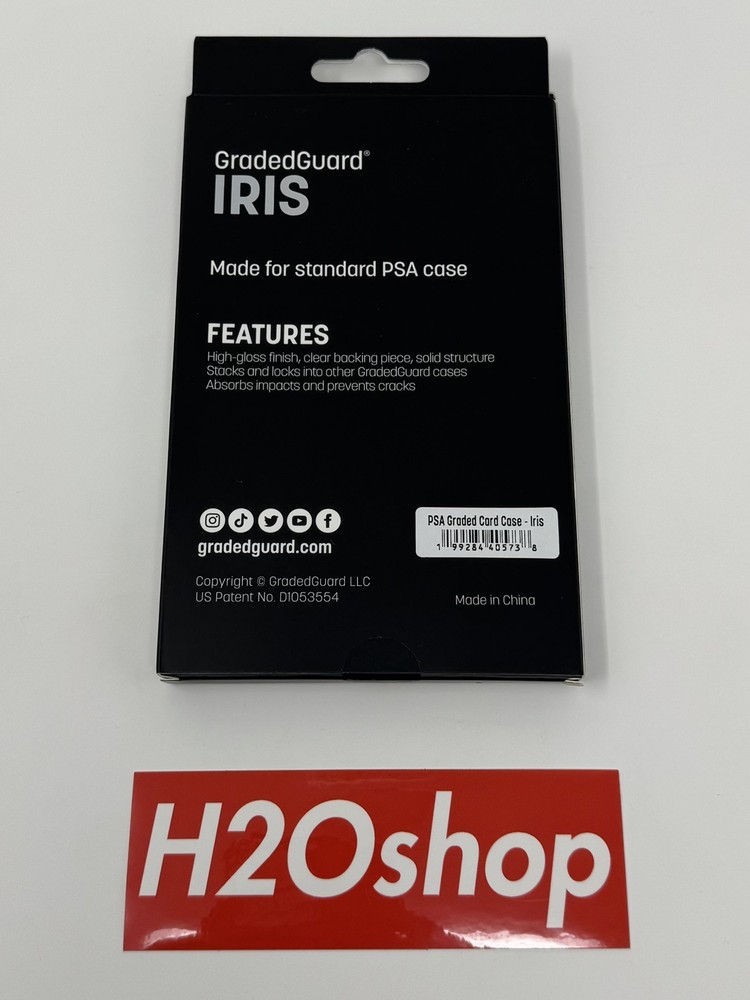 GradedGuard®
IRIS
Made for standard PSA case
FEATURES
High-gloss finish, clear backing piece, solid structure
Stacks and locks into other GradedGuard cases
Absorbs impacts and prevents cracks
gradedguard.com
PSA Graded Card Case - Iris
1 99284 40573 8
Copyright © GradedGuard LLC
US Patent No. D1053554
Made in China
H2Oshop